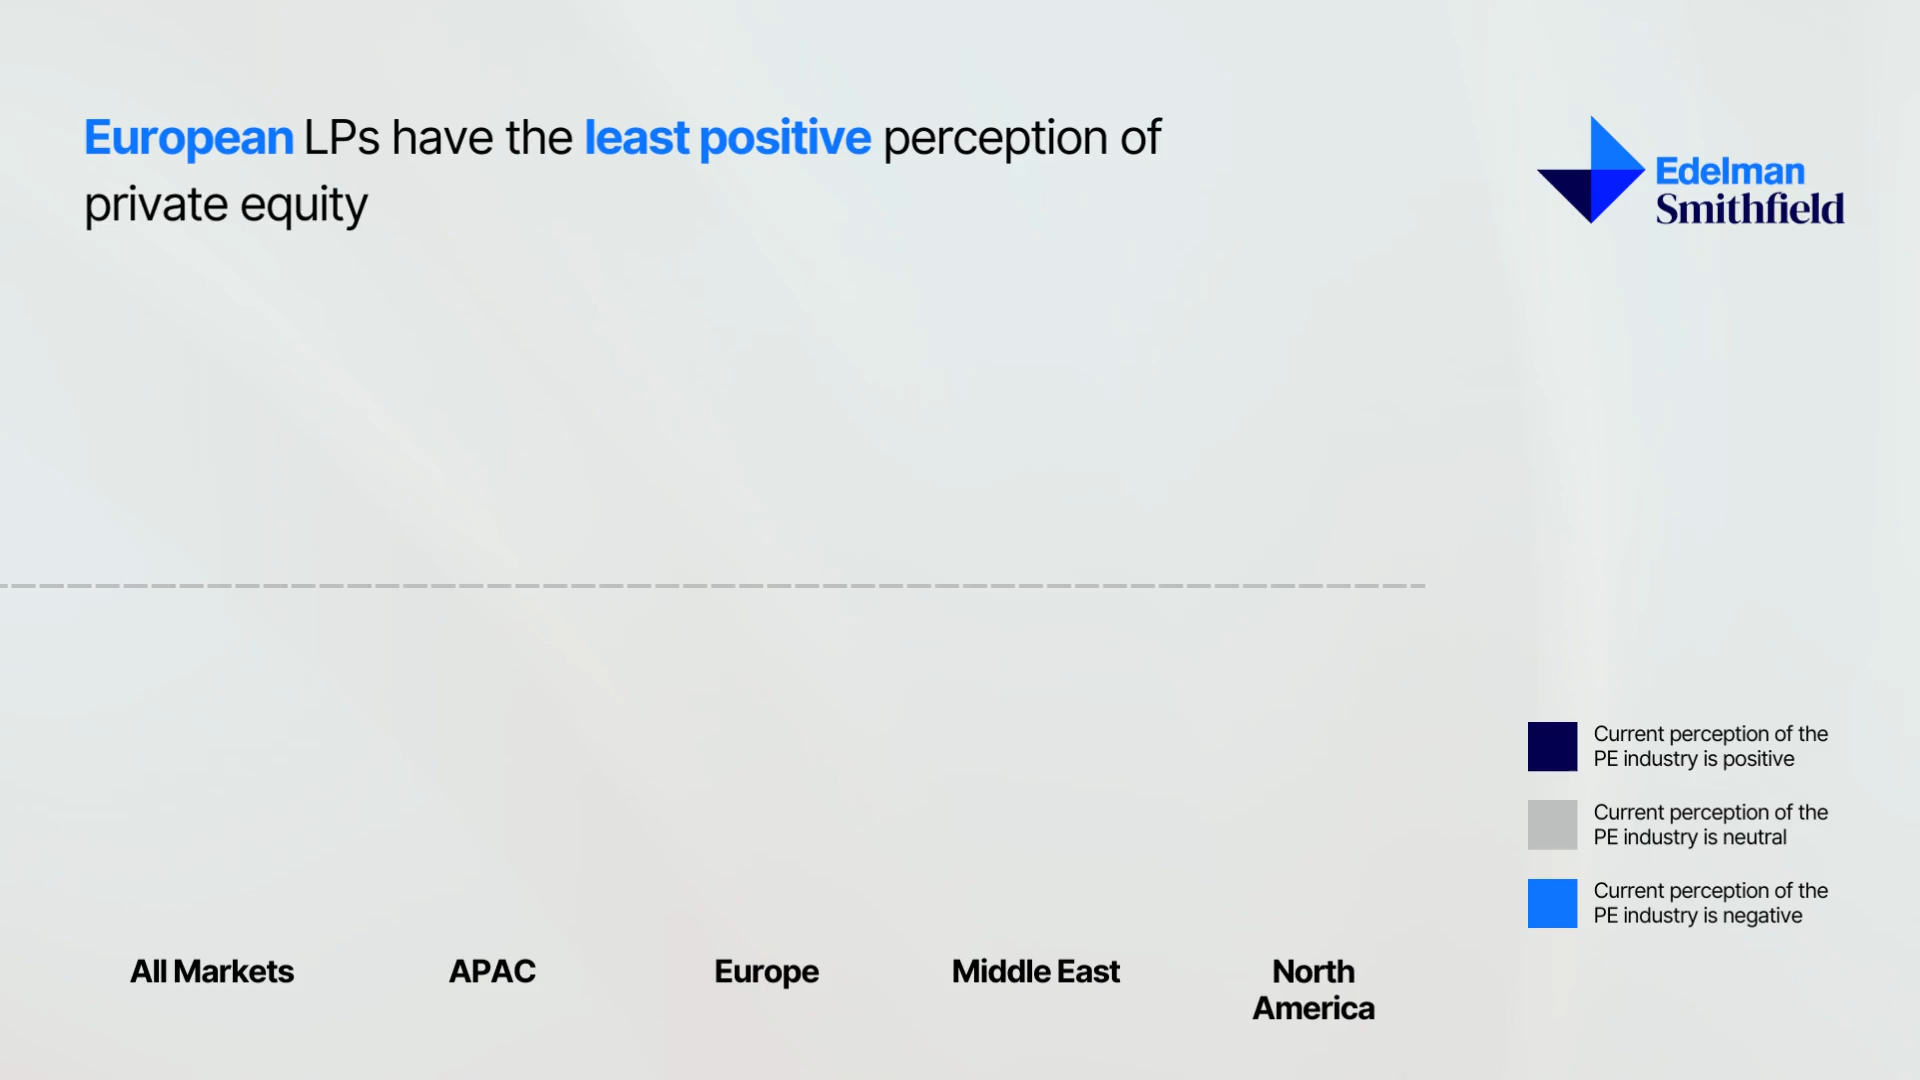 European LPs have the least positive perception of
private equity
Edelman
Smithfield
Current perception of the
PE industry is positive
Current perception of the
PE industry is neutral
Current perception of the
PE industry is negative
All Markets
APAC
Europe
Middle East
North
America